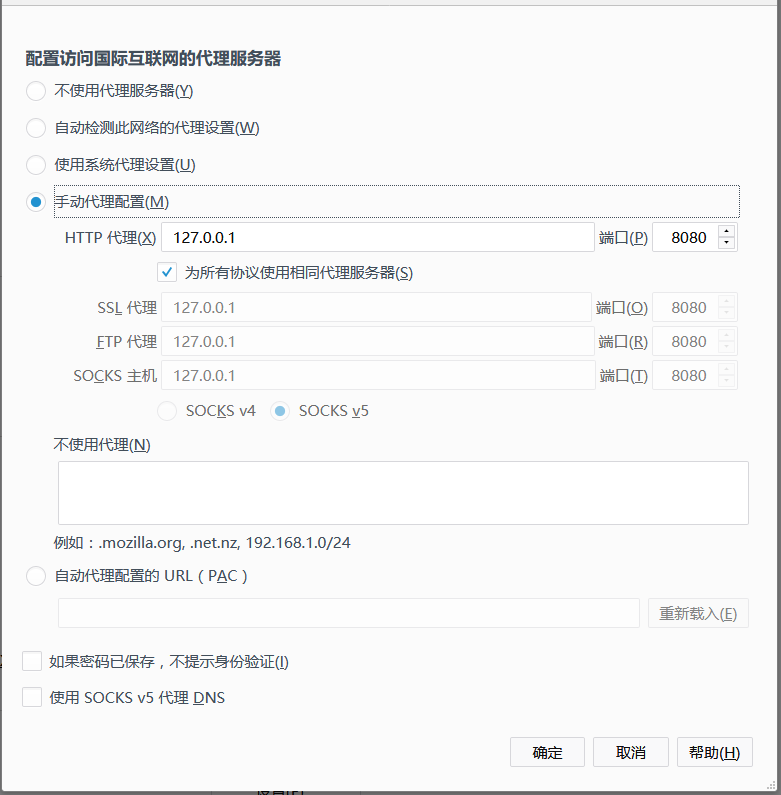 配置访问国际互联网的代理服务器
不使用代理服务器(Y)
自动检测此网络的代理设置(W)
使用系统代理设置(U)
手动代理配置(M)
HTTP 代理(X) 127.0.0.1 端口(P) 8080
为所有协议使用相同代理服务器(S)
SSL 代理 127.0.0.1 端口(O) 8080
FTP 代理 127.0.0.1 端口(R) 8080
SOCKS 主机 127.0.0.1 端口(T) 8080
SOCKS v4 SOCKS v5
不使用代理(N)
例如：.mozilla.org, .net.nz, 192.168.1.0/24
自动代理配置的 URL（PAC）
重新载入(E)
如果密码已保存，不提示身份验证(I)
使用 SOCKS v5 代理 DNS
确定 取消 帮助(H)